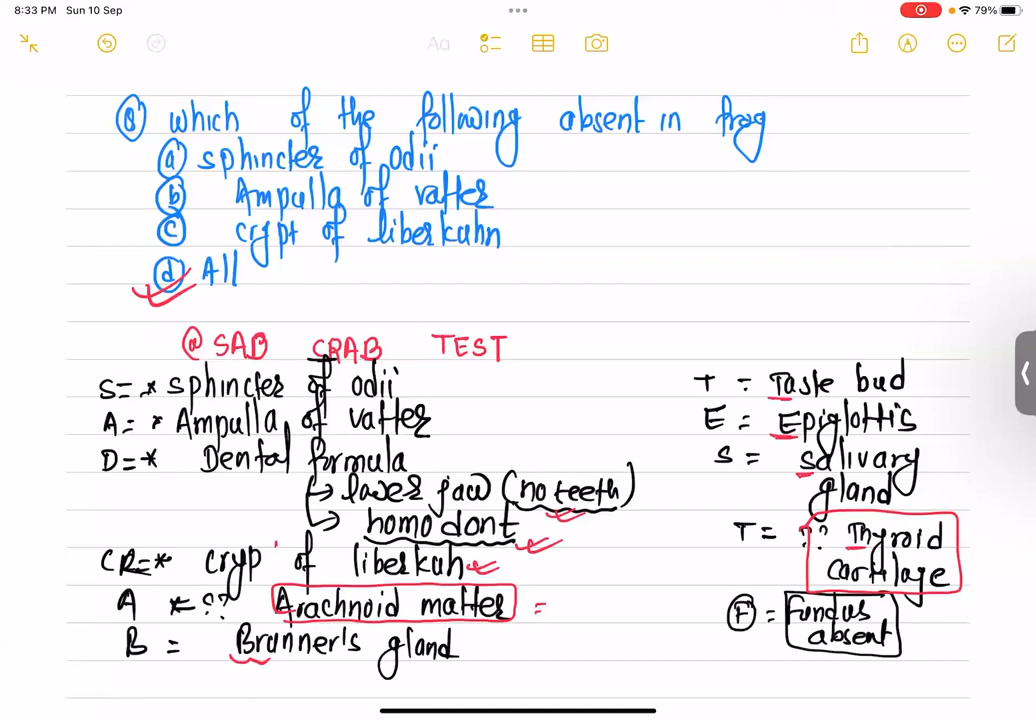 8:33 PM Sun 10 Sep
79%
Aa
Q which of the following absent in frog
a sphincter of odii
b Ampulla of vatter
c crypt of liberkuhn
d All
@ SAD CRAB TEST
S = * sphincter of odii
A = * Ampulla of vatter
D = * Dental formula
→ lower jaw (no teeth)
→ homodont
CR = * cryp of liberkuh
A *?? Arachnoid matter =
B = Brunner's gland
T = Taste bud
E = Epiglottis
S = salivary
gland
T = ?? Thyroid
cartilage
F = Fundus
absent